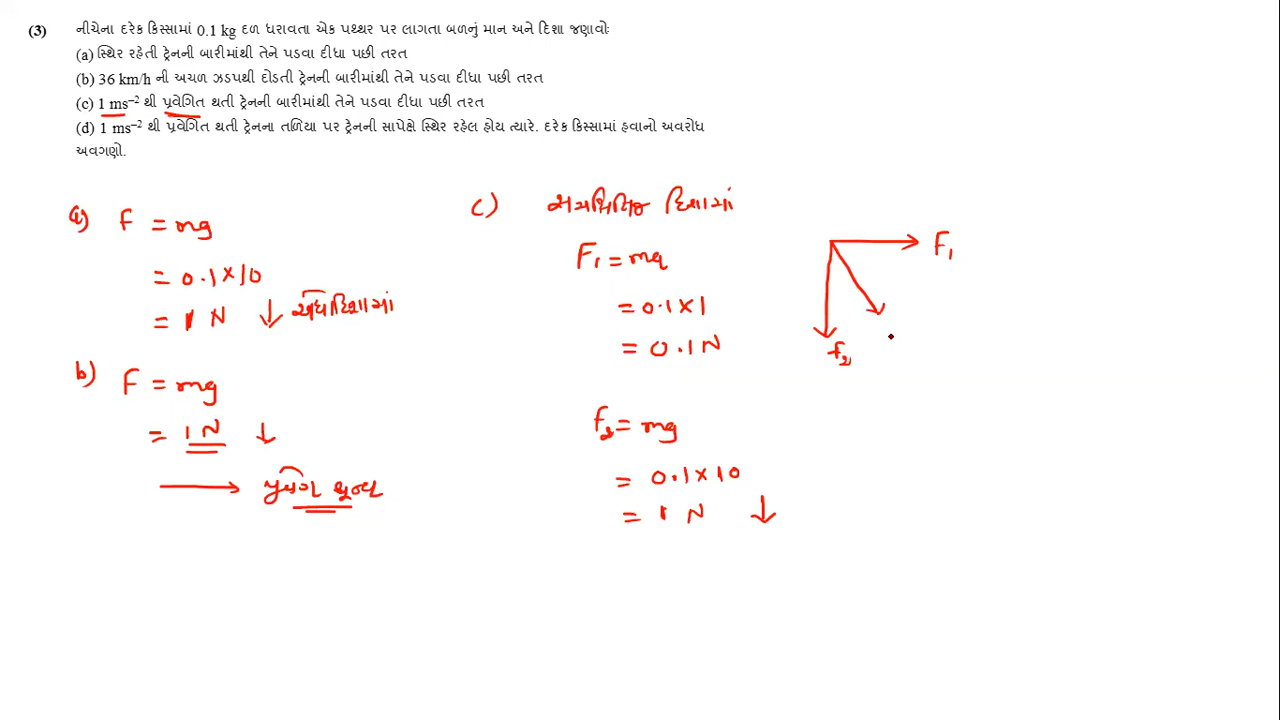 (3) નીચેના દરેક કિસ્સામાં 0.1 kg દળ ધરાવતા એક પથ્થર પર લાગતા બળનું માન અને દિશા જણાવોઃ
(a) સ્થિર રહેતી ટ્રેનની બારીમાંથી તેને પડવા દીધા પછી તરત
(b) 36 km/h ની અચળ ઝડપથી દોડતી ટ્રેનની બારીમાંથી તેને પડવા દીધા પછી તરત
(c) 1 ms⁻² થી પ્રવેગિત થતી ટ્રેનની બારીમાંથી તેને પડવા દીધા પછી તરત
(d) 1 ms⁻² થી પ્રવેગિત થતી ટ્રેનના તળિયા પર ટ્રેનની સાપેક્ષે સ્થિર રહેલ હોય ત્યારે. દરેક કિસ્સામાં હવાનો અવરોધ
અવગણો.
a) F = mg
= 0.1 × 10
= 1 N ↓ અધોદિશામાં
b) F = mg
= 1 N ↓
→ પ્રવેગ શૂન્ય
c) દિશામાં
F₁ = ma
= 0.1 × 1
= 0.1 N
f₂ = mg
= 0.1 × 10
= 1 N ↓
F₁
f₂